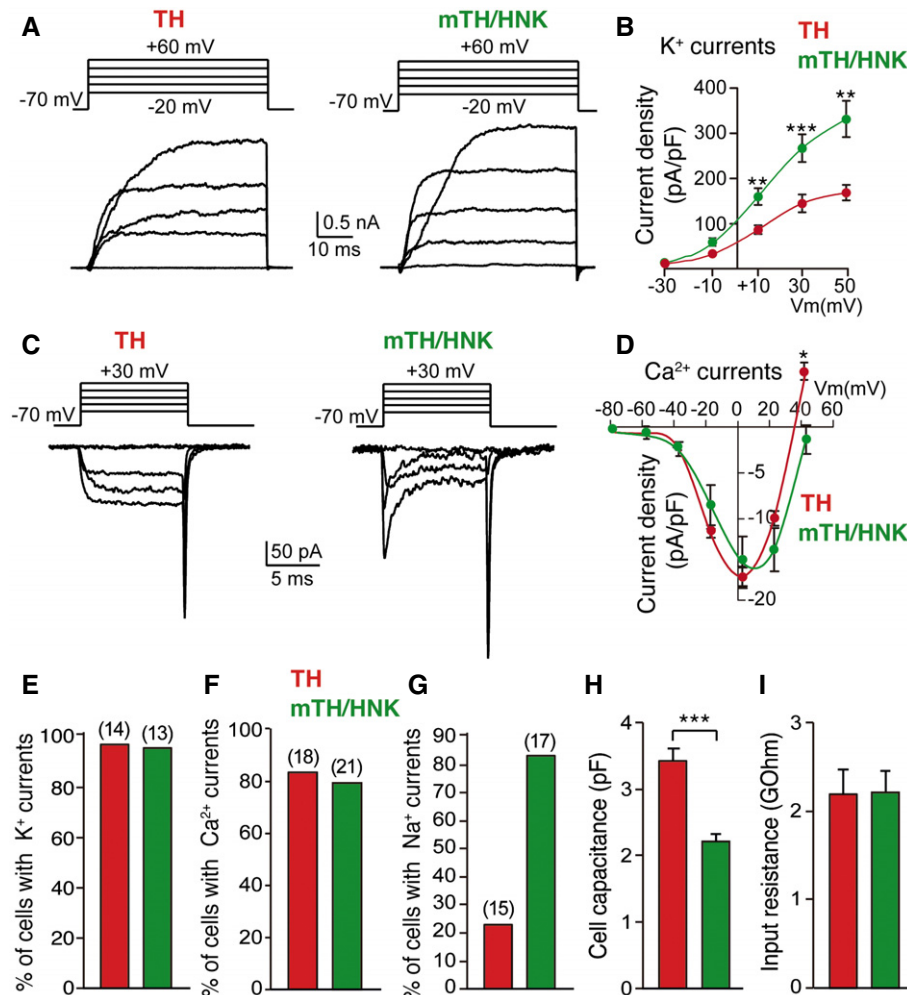 A
TH
+60 mV
-70 mV
-20 mV
mTH/HNK
+60 mV
-70 mV
-20 mV
0.5 nA
10 ms
B
K+ currents
TH
mTH/HNK
Current density
(pA/pF)
400
300
200
100
**
***
**
-30 -10 +10 30 50
Vm(mV)
C
TH
+30 mV
-70 mV
mTH/HNK
+30 mV
-70 mV
50 pA
5 ms
D
Ca2+ currents
*
Vm(mV)
-80 -60 -40 -20 0 20 40 60
-5
-10
-20
Current density
(pA/pF)
TH
mTH/HNK
E
% of cells with K+ currents
100
80
60
40
20
0
(14) (13)
F
TH
mTH/HNK
% of cells with Ca2+ currents
100
80
60
40
20
0
(18) (21)
G
% of cells with Na+ currents
90
80
70
60
50
40
30
20
10
0
(15) (17)
H
Cell capacitance (pF)
4
3
2
1
0
***
I
Input resistance (GOhm)
3
2
1
0